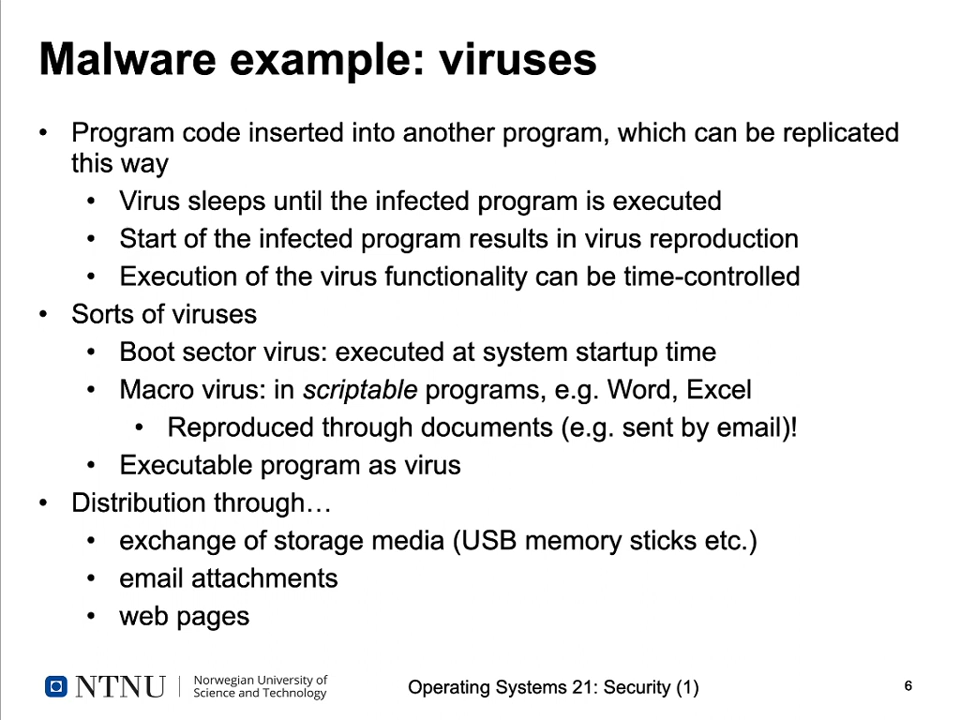 Malware example: viruses
• Program code inserted into another program, which can be replicated
this way
• Virus sleeps until the infected program is executed
• Start of the infected program results in virus reproduction
• Execution of the virus functionality can be time-controlled
• Sorts of viruses
• Boot sector virus: executed at system startup time
• Macro virus: in scriptable programs, e.g. Word, Excel
• Reproduced through documents (e.g. sent by email)!
• Executable program as virus
• Distribution through…
• exchange of storage media (USB memory sticks etc.)
• email attachments
• web pages
NTNU
Norwegian University of
Science and Technology
Operating Systems 21: Security (1)
6